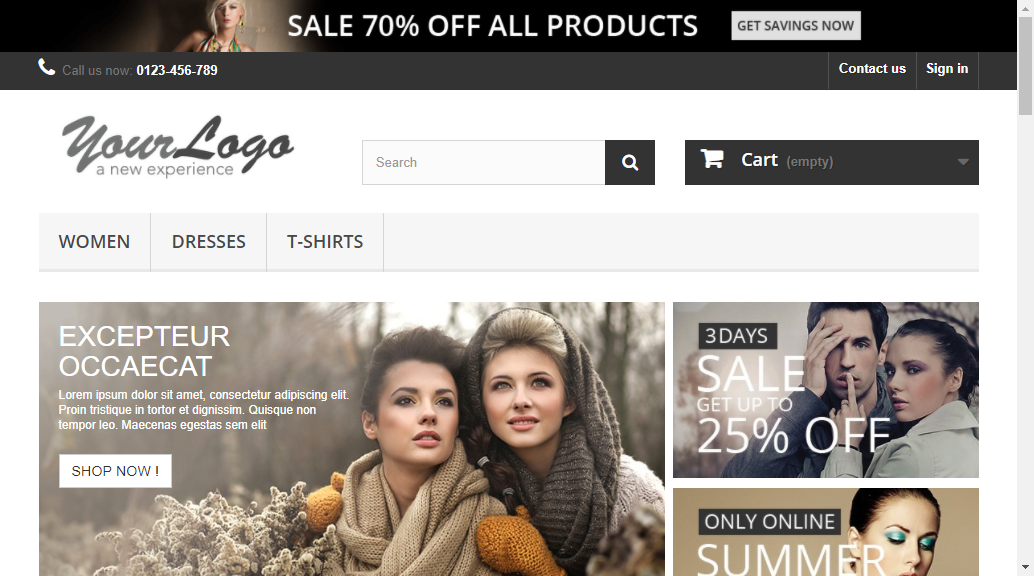 SALE 70% OFF ALL PRODUCTS
GET SAVINGS NOW
Call us now: 0123-456-789
Contact us
Sign in
YourLogo
a new experience
Search
Cart (empty)
WOMEN
DRESSES
T-SHIRTS
EXCEPTEUR
OCCAECAT
Lorem ipsum dolor sit amet, consectetur adipiscing elit.
Proin tristique in tortor et dignissim. Quisque non
tempor leo. Maecenas egestas sem elit
SHOP NOW !
3 DAYS
SALE
GET UP TO
25% OFF
ONLY ONLINE
SUMMER